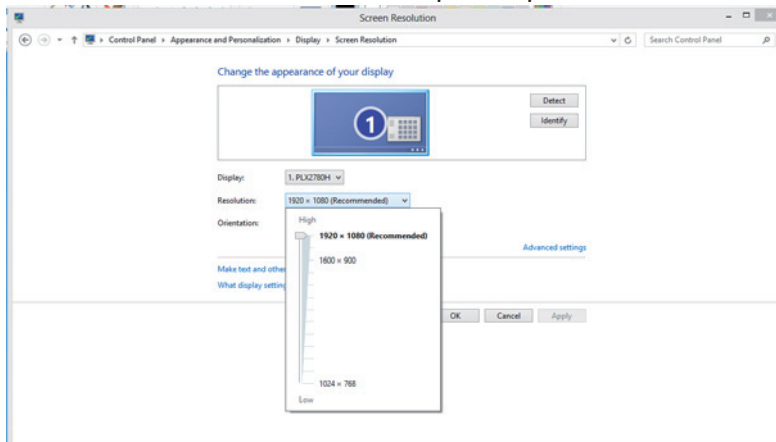 Screen Resolution
Control Panel ▸ Appearance and Personalization ▸ Display ▸ Screen Resolution
Search Control Panel
Change the appearance of your display
1
Detect
Identify
Display: 1. PLX2780H
Resolution: 1920 × 1080 (Recommended)
Orientation:
High
1920 × 1080 (Recommended)
Advanced settings
1600 × 900
Make text and other
What display setting
OK Cancel Apply
1024 × 768
Low